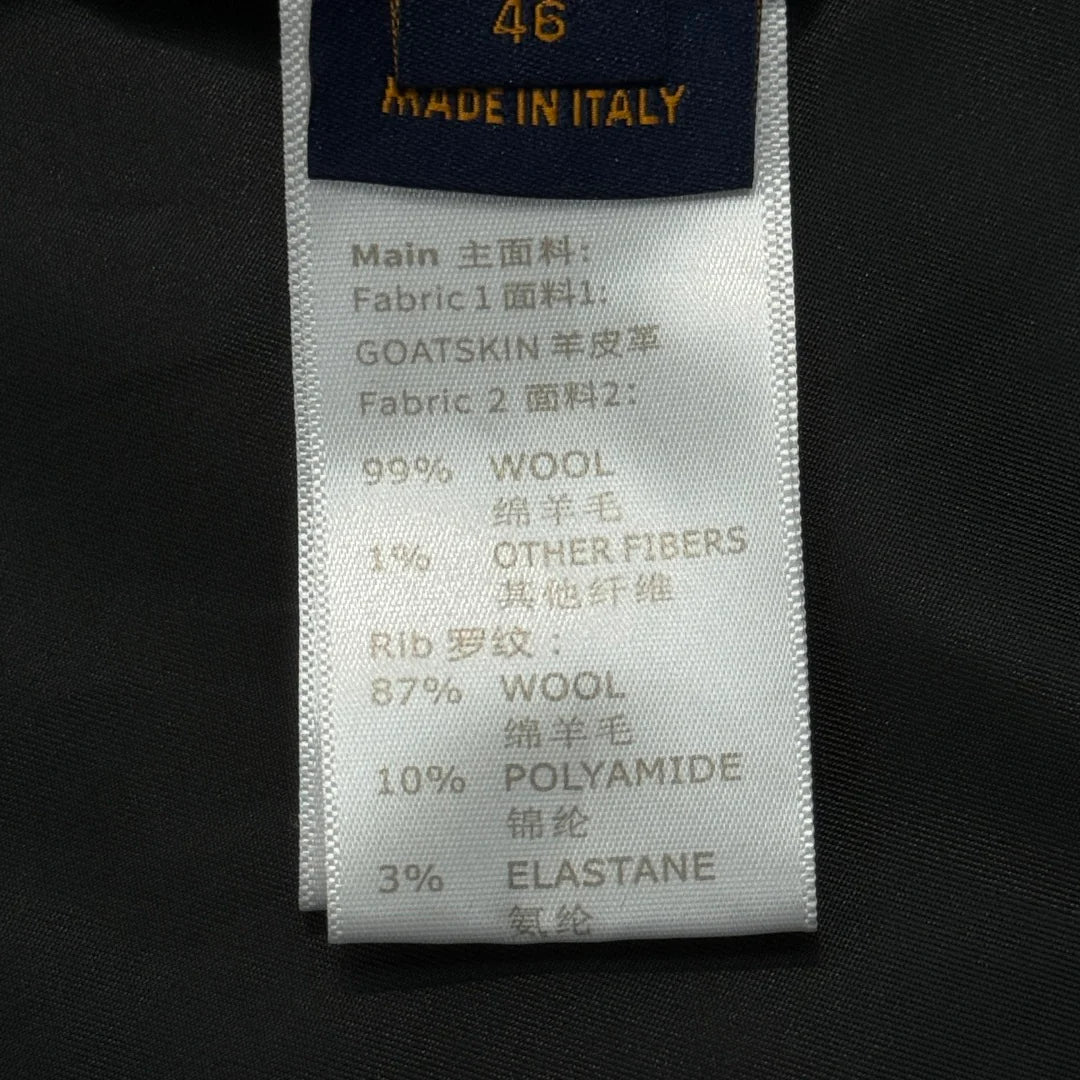 46
MADE IN ITALY
Main 主面料:
Fabric 1 面料1:
GOATSKIN 羊皮革
Fabric 2 面料2:
99% WOOL
绵羊毛
1% OTHER FIBERS
其他纤维
Rib 罗纹 :
87% WOOL
绵羊毛
10% POLYAMIDE
锦纶
3% ELASTANE
氨纶